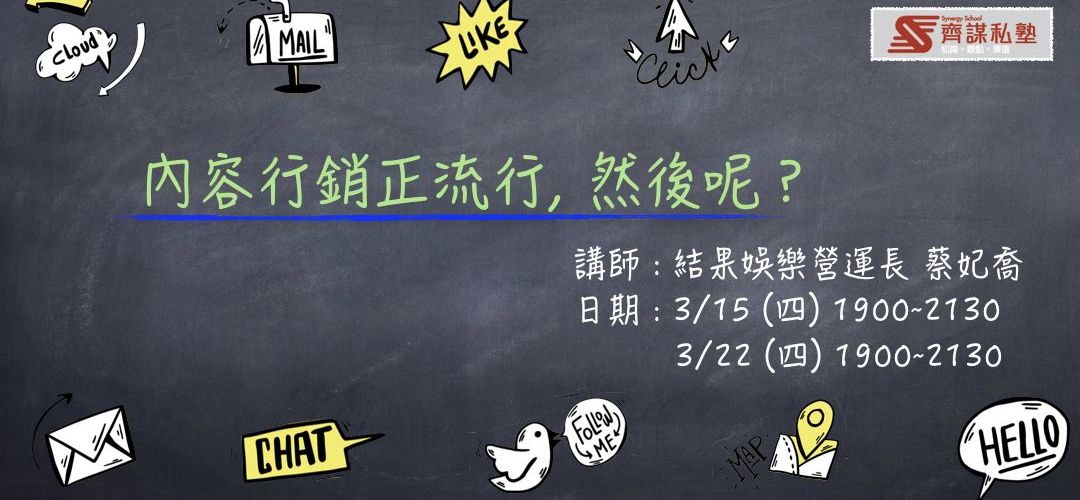 cloud
MAIL
LIKE
Click
Synergy School
齊謀私塾
知識•觀點•價值
內容行銷正流行, 然後呢?
講師:結果娛樂營運長 蔡妃喬
日期:3/15 (四) 1900~2130
3/22 (四) 1900~2130
CHAT
FOLLOW
ME
MAP
HELLO